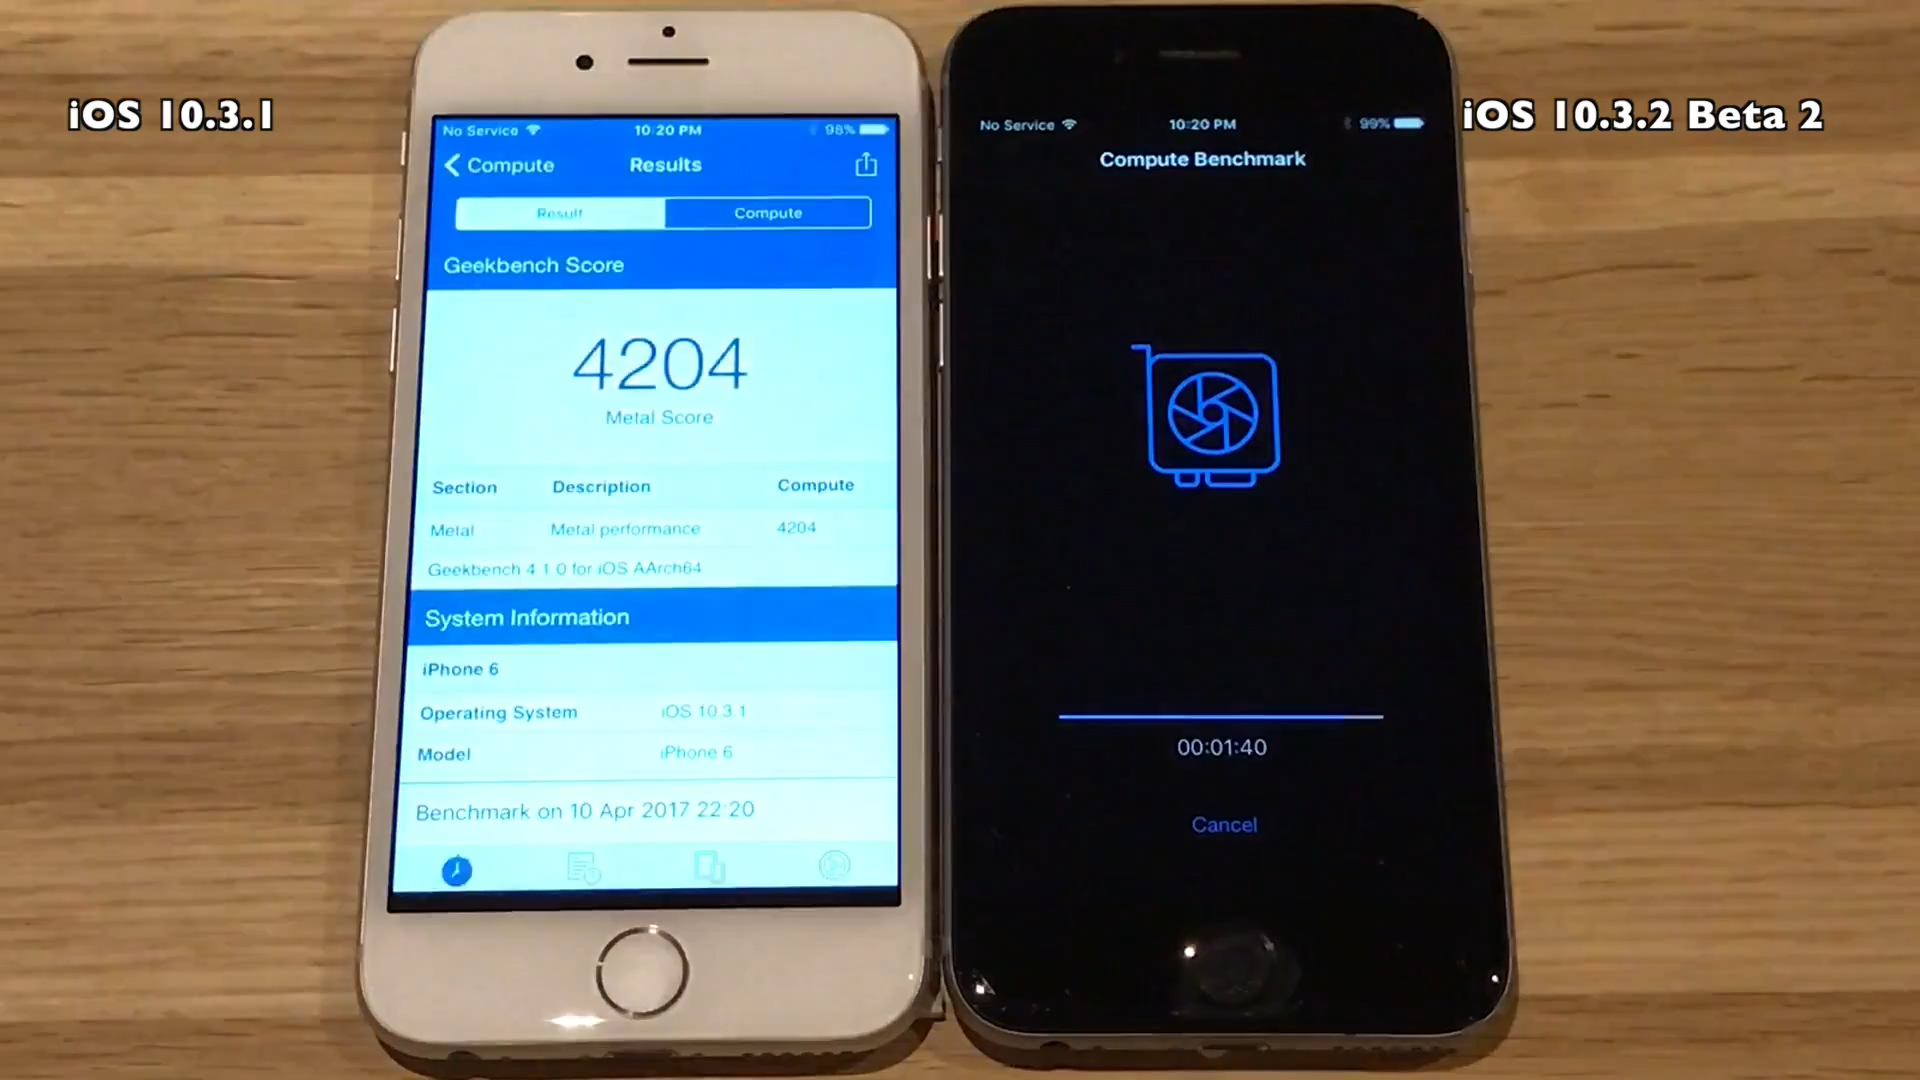 iOS 10.3.1
iOS 10.3.2 Beta 2
No Service 10:20 PM 98%
Compute Results
Result Compute
Geekbench Score
4204
Metal Score
Section Description Compute
Metal Metal performance 4204
Geekbench 4.1.0 for iOS AArch64
System Information
iPhone 6
Operating System iOS 10.3.1
Model iPhone 6
Benchmark on 10 Apr 2017 22:20
No Service 10:20 PM 99%
Compute Benchmark
00:01:40
Cancel